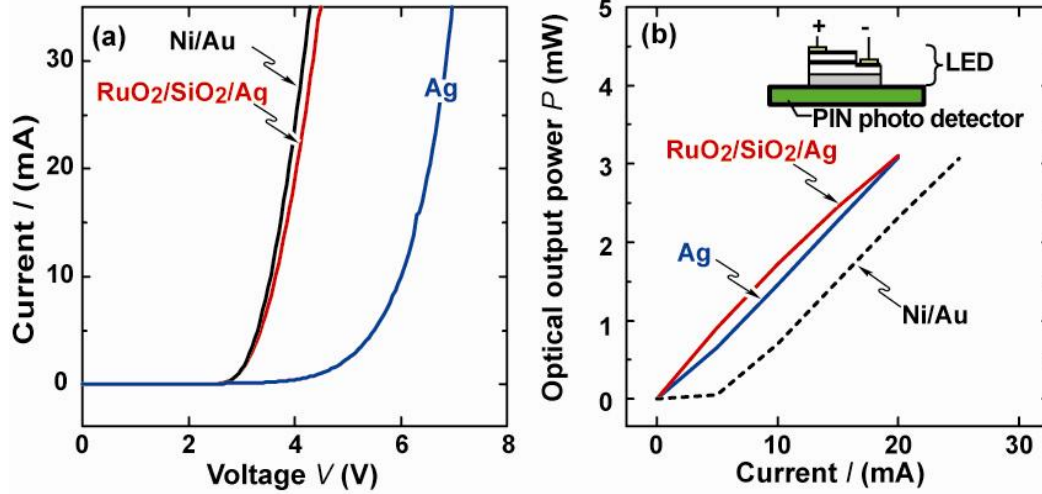 (a)
Ni/Au
RuO2/SiO2/Ag
Ag
Current I (mA)
30
20
10
0
0 2 4 6 8
Voltage V (V)
(b)
+ -
LED
PIN photo detector
RuO2/SiO2/Ag
Ag
Ni/Au
Optical output power P (mW)
5
4
3
2
1
0
0 10 20 30
Current I (mA)